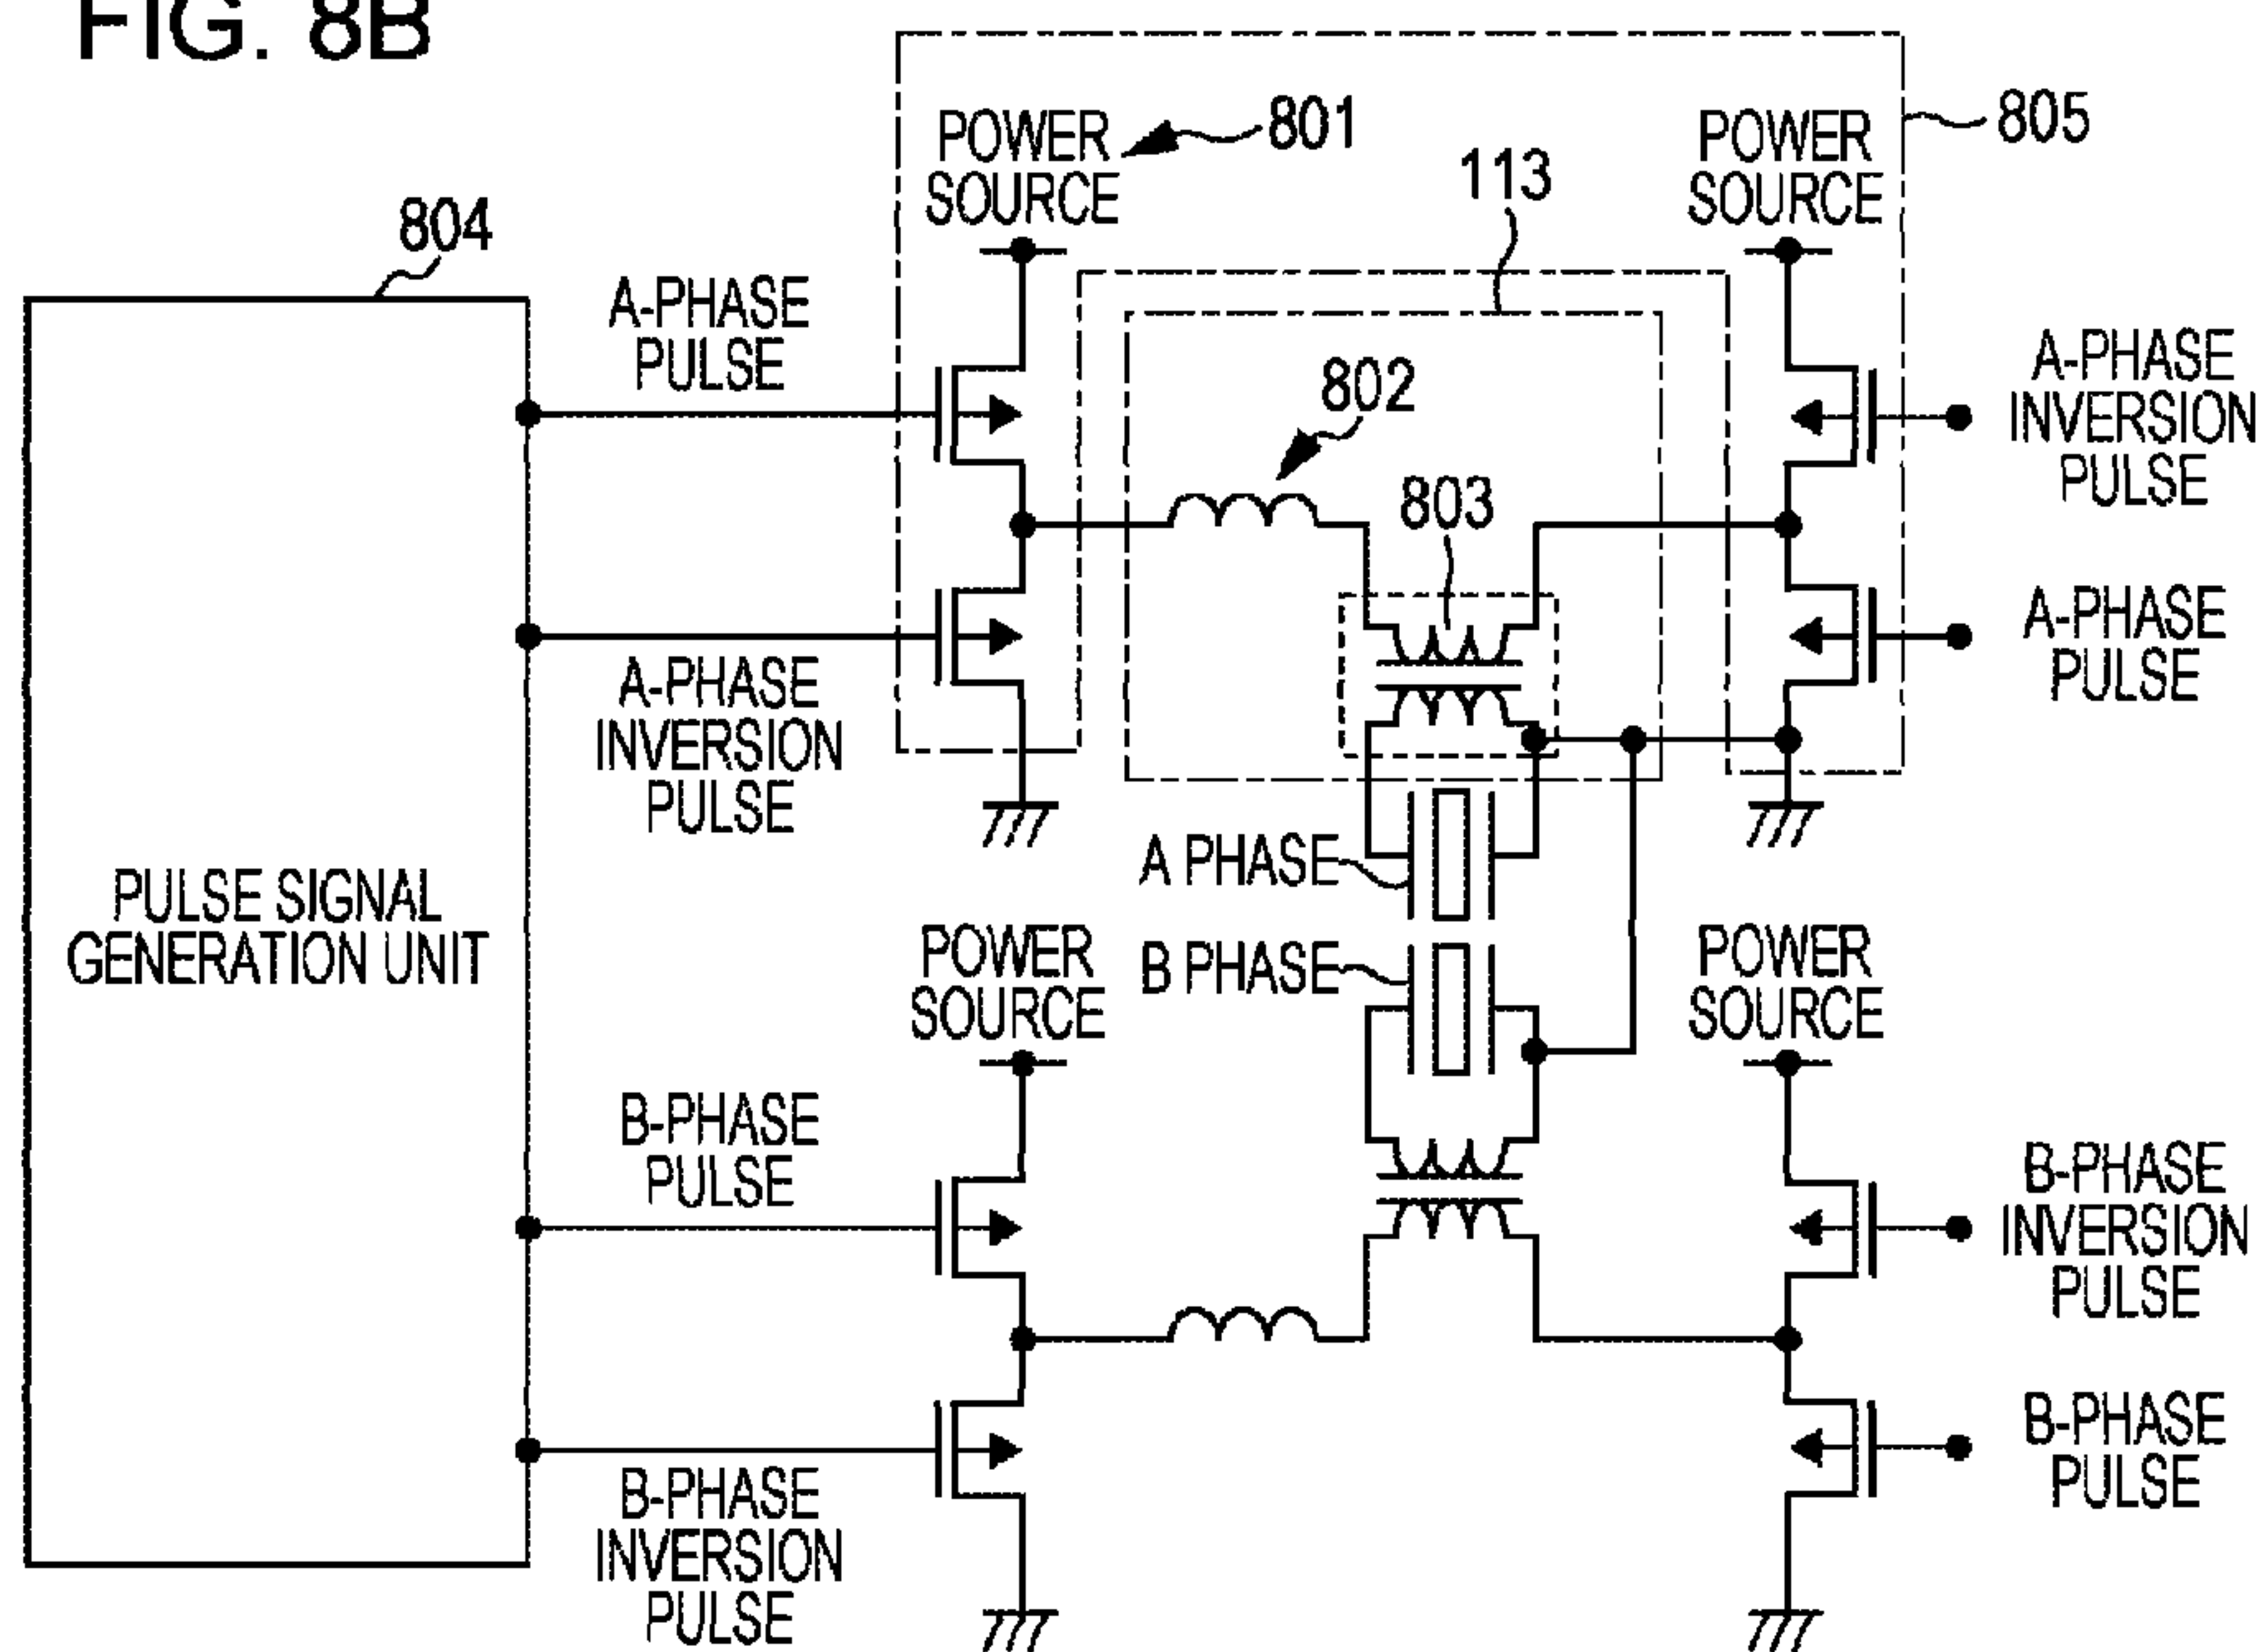 FIG. 8B
POWER
SOURCE
801
POWER
SOURCE
805
113
804
A-PHASE
PULSE
802
A-PHASE
INVERSION
PULSE
803
A-PHASE
INVERSION
PULSE
A-PHASE
PULSE
A PHASE
PULSE SIGNAL
GENERATION UNIT
POWER
SOURCE
B PHASE
POWER
SOURCE
B-PHASE
PULSE
B-PHASE
INVERSION
PULSE
B-PHASE
INVERSION
PULSE
B-PHASE
PULSE